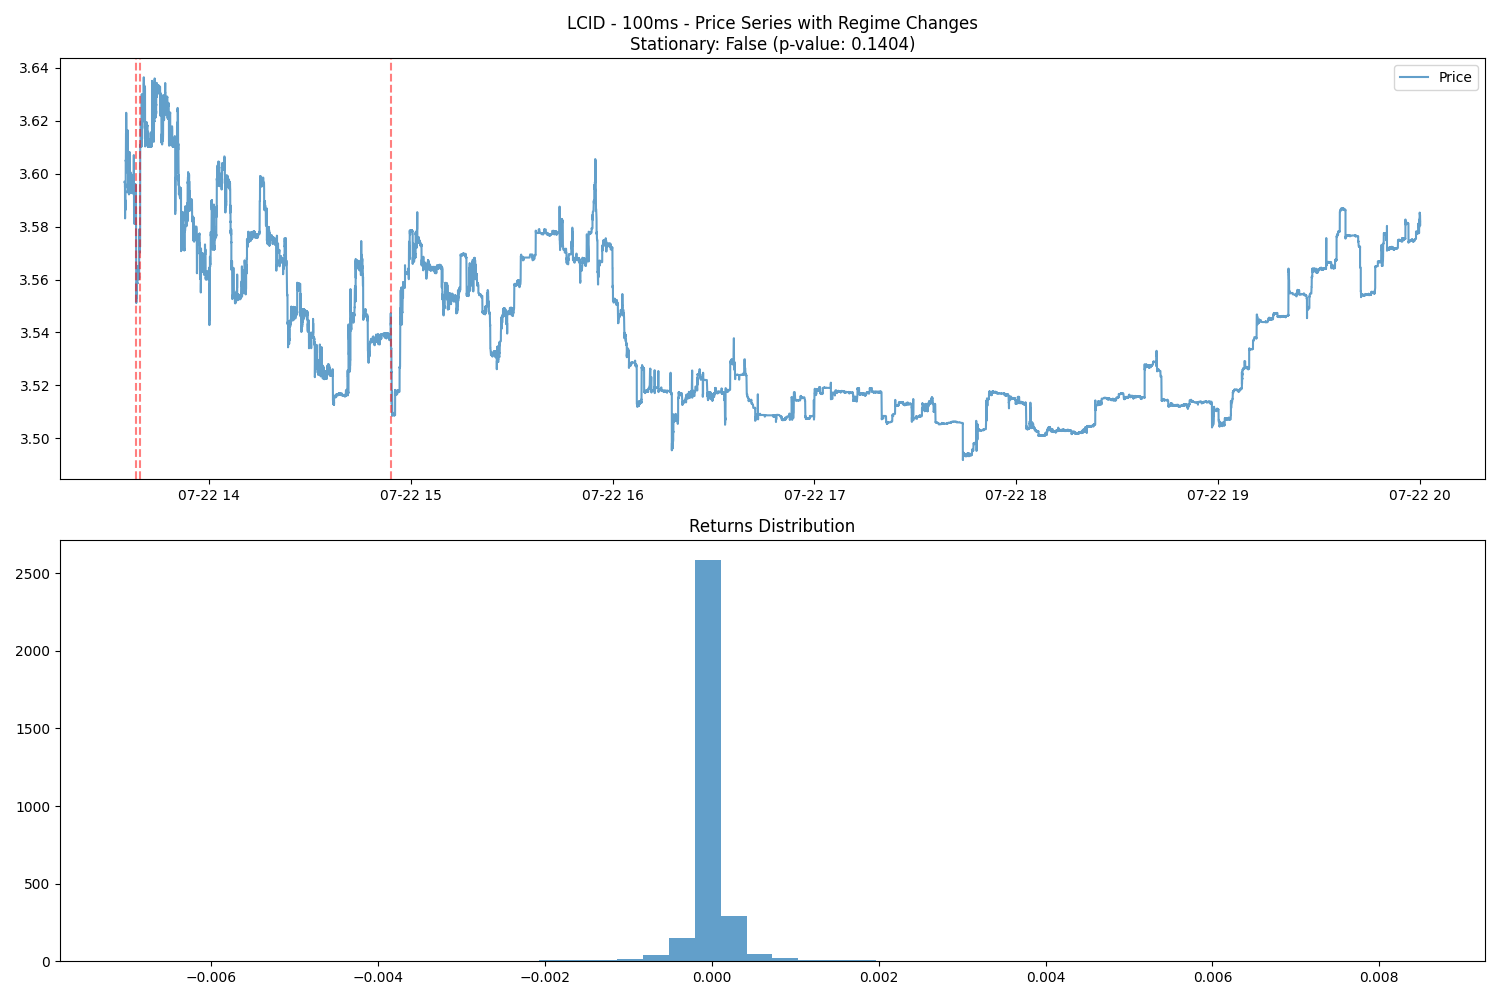 LCID - 100ms - Price Series with Regime Changes
Stationary: False (p-value: 0.1404)
Price
3.64
3.62
3.60
3.58
3.56
3.54
3.52
3.50
07-22 14 07-22 15 07-22 16 07-22 17 07-22 18 07-22 19 07-22 20
Returns Distribution
2500
2000
1500
1000
500
0
−0.006 −0.004 −0.002 0.000 0.002 0.004 0.006 0.008